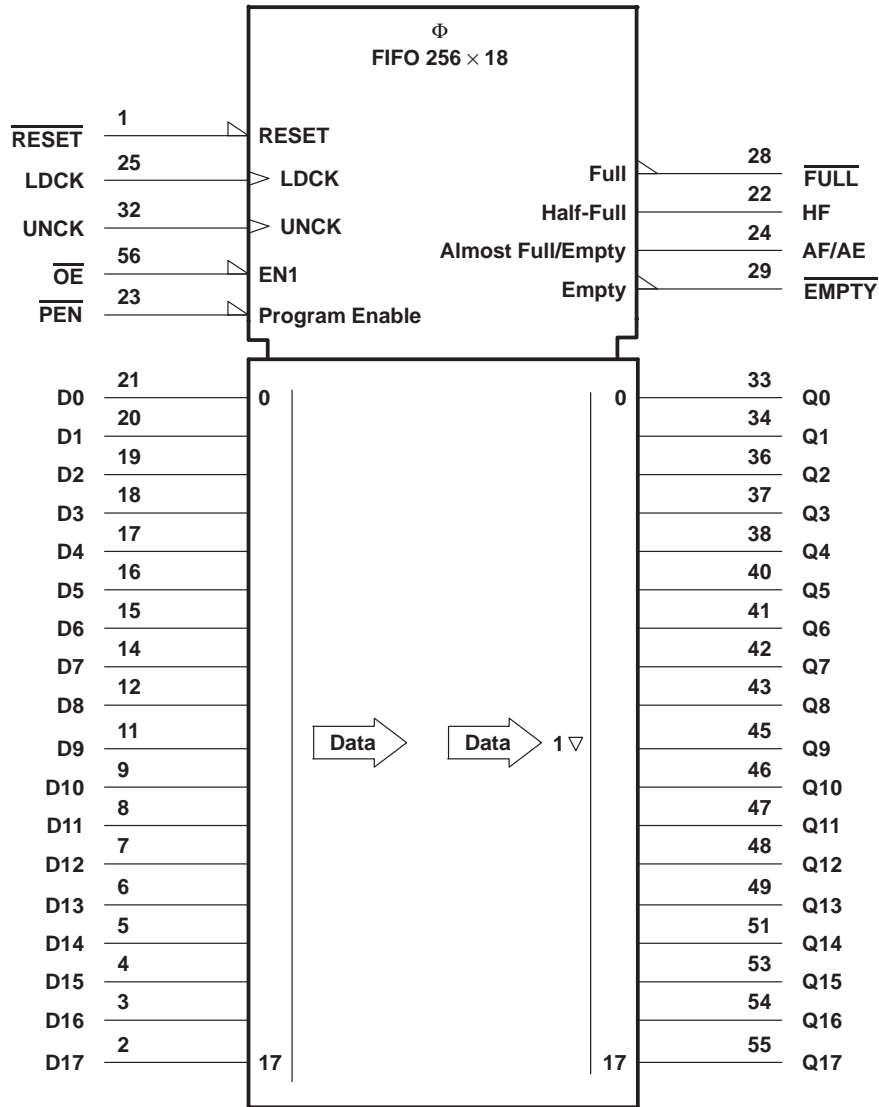 Φ
FIFO 256 × 18
RESET 1 RESET
LDCK 25 LDCK
UNCK 32 UNCK
OE 56 EN1
PEN 23 Program Enable
Full 28 FULL
Half-Full 22 HF
Almost Full/Empty 24 AF/AE
Empty 29 EMPTY
D0 21 0
D1 20
D2 19
D3 18
D4 17
D5 16
D6 15
D7 14
D8 12
D9 11
D10 9
D11 8
D12 7
D13 6
D14 5
D15 4
D16 3
D17 2 17
Data Data 1 ▽
0 33 Q0
34 Q1
36 Q2
37 Q3
38 Q4
40 Q5
41 Q6
42 Q7
43 Q8
45 Q9
46 Q10
47 Q11
48 Q12
49 Q13
51 Q14
53 Q15
54 Q16
17 55 Q17